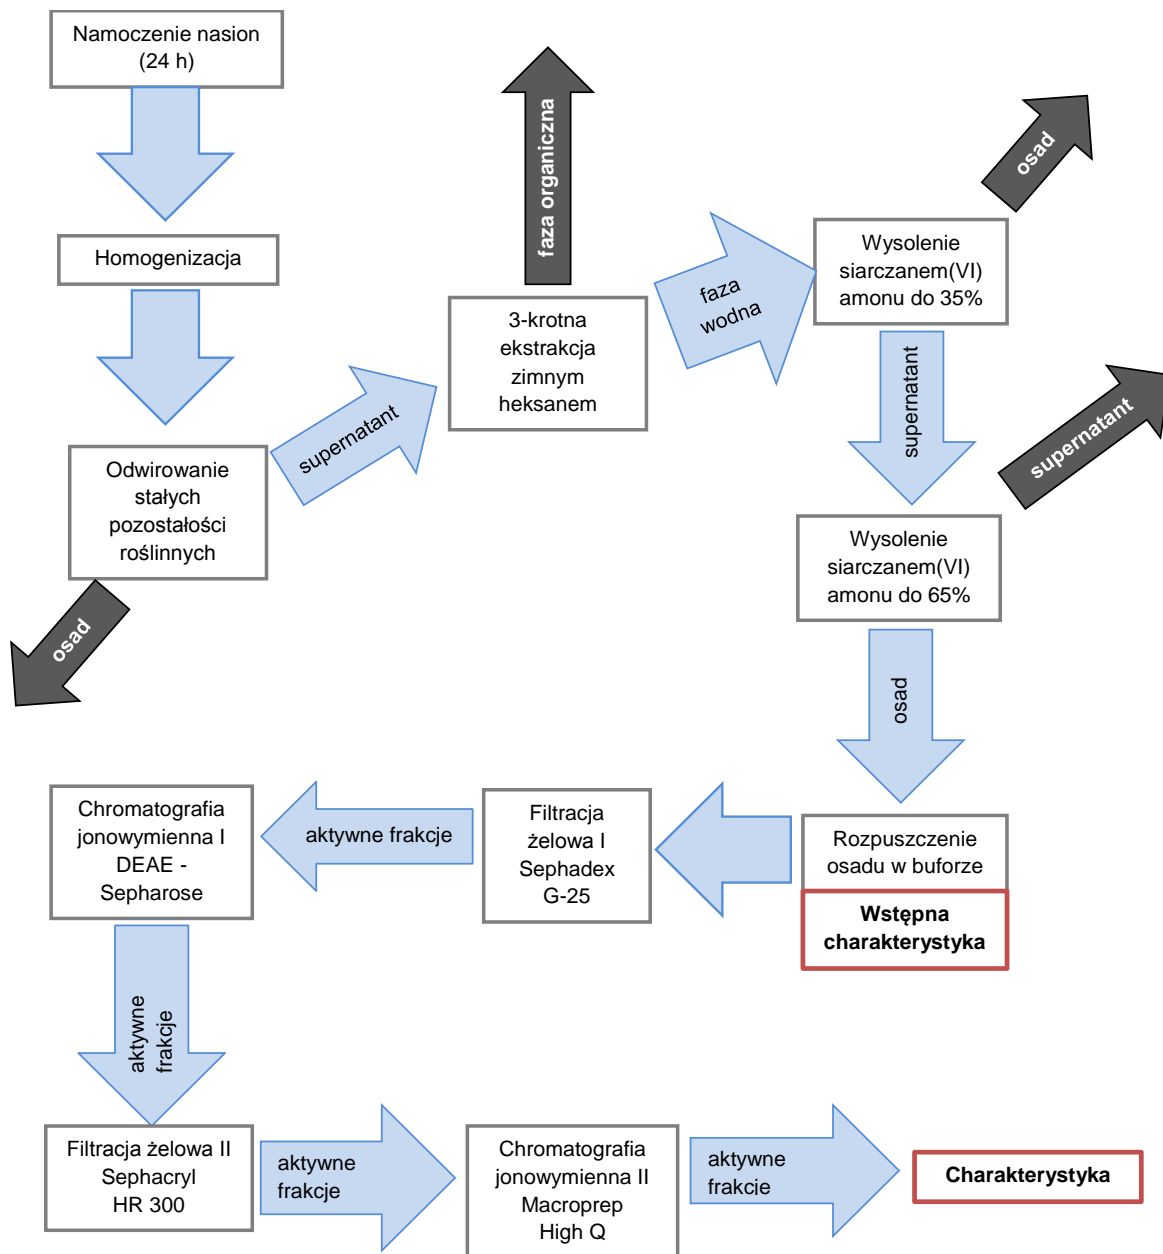 Namoczenie nasion
(24 h)
Homogenizacja
Odwirowanie
stałych
pozostałości
roślinnych
osad
supernatant
3-krotna
ekstrakcja
zimnym
heksanem
faza organiczna
faza
wodna
Wysolenie
siarczanem(VI)
amonu do 35%
osad
supernatant
Wysolenie
siarczanem(VI)
amonu do 65%
supernatant
osad
Rozpuszczenie
osadu w buforze
Wstępna
charakterystyka
Filtracja
żelowa I
Sephadex
G-25
aktywne frakcje
Chromatografia
jonowymienna I
DEAE -
Sepharose
aktywne
frakcje
Filtracja żelowa II
Sephacryl
HR 300
aktywne
frakcje
Chromatografia
jonowymienna II
Macroprep
High Q
aktywne
frakcje
Charakterystyka